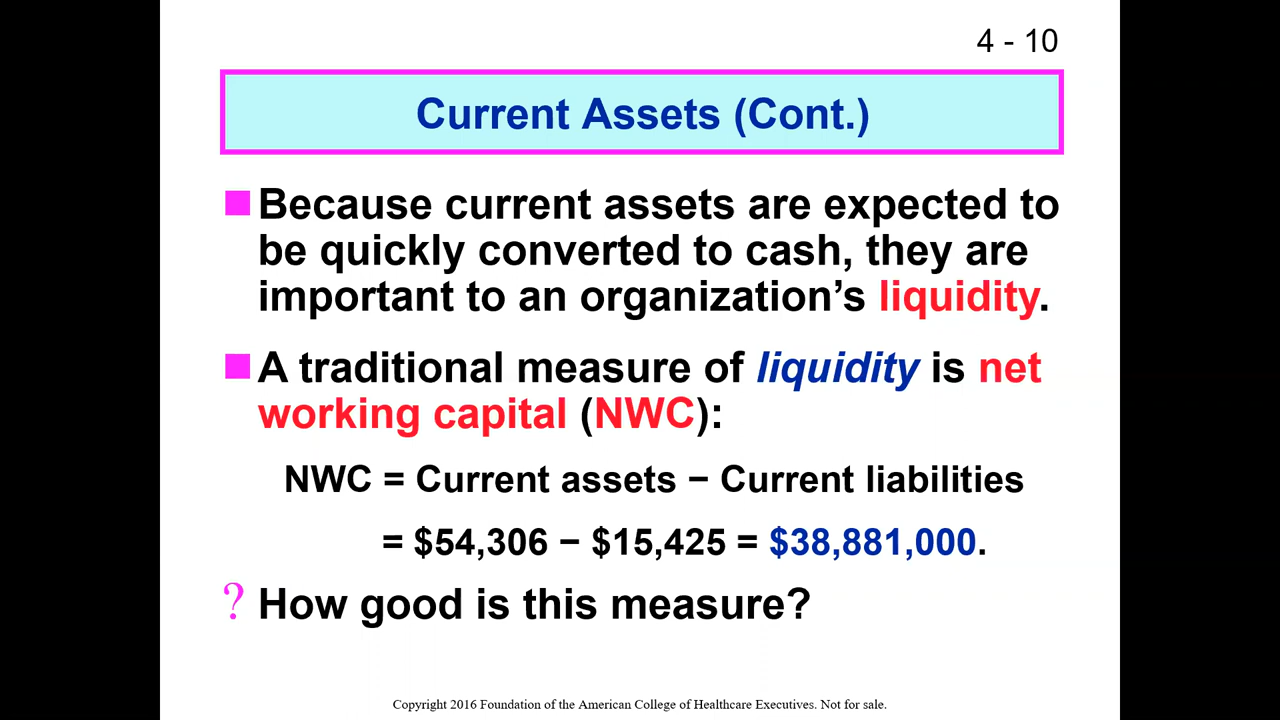 4 - 10
Current Assets (Cont.)
Because current assets are expected to
be quickly converted to cash, they are
important to an organization’s liquidity.
A traditional measure of liquidity is net
working capital (NWC):
NWC = Current assets − Current liabilities
= $54,306 − $15,425 = $38,881,000.
? How good is this measure?
Copyright 2016 Foundation of the American College of Healthcare Executives. Not for sale.